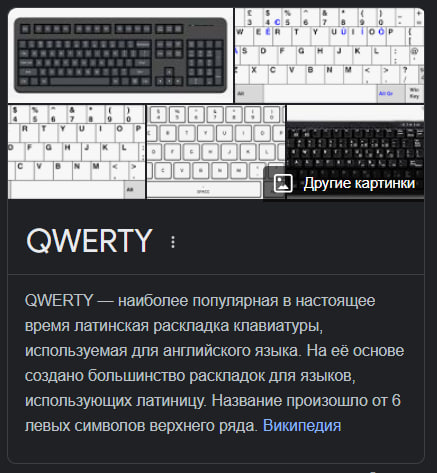 Другие картинки
QWERTY
QWERTY — наиболее популярная в настоящее
время латинская раскладка клавиатуры,
используемая для английского языка. На её основе
создано большинство раскладок для языков,
использующих латиницу. Название произошло от 6
левых символов верхнего ряда. Википедия